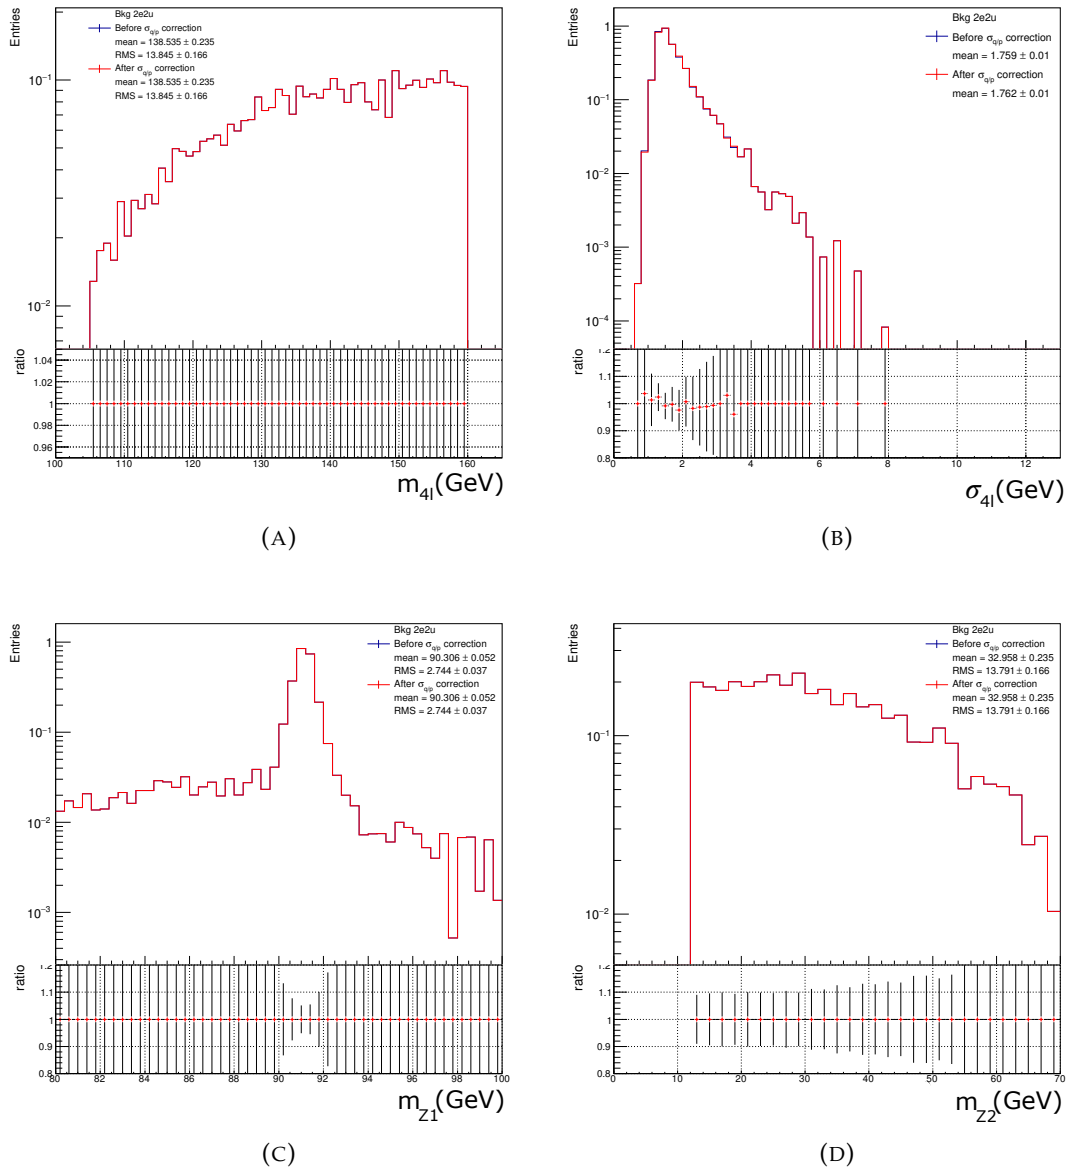 Bkg 2e2u
Before σq/p correction
mean = 138.535 ± 0.235
RMS = 13.845 ± 0.166
After σq/p correction
mean = 138.535 ± 0.235
RMS = 13.845 ± 0.166
Entries
10⁻¹
10⁻²
ratio
1.04
1.02
1
0.98
0.96
100 110 120 130 140 150 160
m4l(GeV)
(A)
Bkg 2e2u
Before σq/p correction
mean = 1.759 ± 0.01
After σq/p correction
mean = 1.762 ± 0.01
Entries
1
10⁻¹
10⁻²
10⁻³
10⁻⁴
ratio
1.2
1.1
1
0.9
0.8
0 2 4 6 8 10 12
σ4l(GeV)
(B)
Bkg 2e2u
Before σq/p correction
mean = 90.306 ± 0.052
RMS = 2.744 ± 0.037
After σq/p correction
mean = 90.306 ± 0.052
RMS = 2.744 ± 0.037
Entries
1
10⁻¹
10⁻²
10⁻³
ratio
1.2
1.1
1
0.9
0.8
80 82 84 86 88 90 92 94 96 98 100
mZ1(GeV)
(C)
Bkg 2e2u
Before σq/p correction
mean = 32.958 ± 0.235
RMS = 13.791 ± 0.166
After σq/p correction
mean = 32.958 ± 0.235
RMS = 13.791 ± 0.166
Entries
10⁻¹
10⁻²
ratio
1.2
1.1
1
0.9
0.8
0 10 20 30 40 50 60 70
mZ2(GeV)
(D)